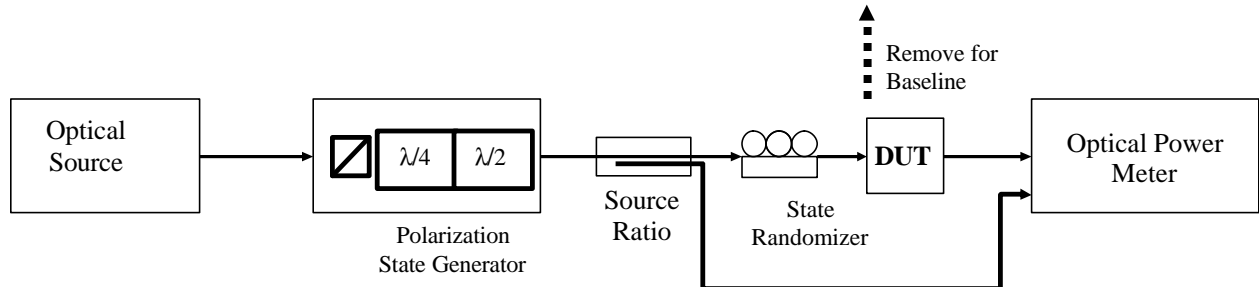 Optical
Source
λ/4
λ/2
Polarization
State Generator
Source
Ratio
State
Randomizer
Remove for
Baseline
DUT
Optical Power
Meter